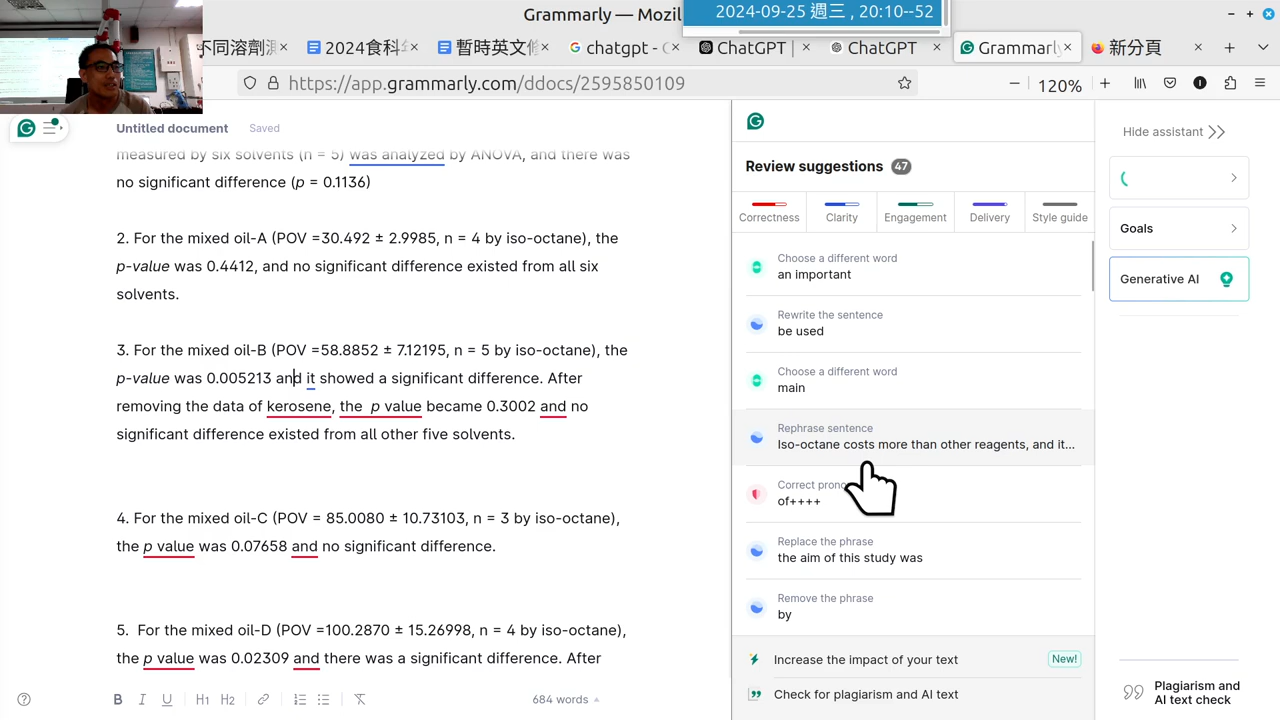 Grammarly — Mozil
2024-09-25 週三 , 20:10--52
不同溶劑測
2024食科
暫時英文修
chatgpt - G
ChatGPT |
ChatGPT
Grammarly
新分頁
https://app.grammarly.com/ddocs/2595850109
120%
Untitled document
Saved
measured by six solvents (n = 5) was analyzed by ANOVA, and there was
no significant difference (p = 0.1136)
2. For the mixed oil-A (POV =30.492 ± 2.9985, n = 4 by iso-octane), the
p-value was 0.4412, and no significant difference existed from all six
solvents.
3. For the mixed oil-B (POV =58.8852 ± 7.12195, n = 5 by iso-octane), the
p-value was 0.005213 and it showed a significant difference. After
removing the data of kerosene, the  p value became 0.3002 and no
significant difference existed from all other five solvents.
4. For the mixed oil-C (POV = 85.0080 ± 10.73103, n = 3 by iso-octane),
the p value was 0.07658 and no significant difference.
5.  For the mixed oil-D (POV =100.2870 ± 15.26998, n = 4 by iso-octane),
the p value was 0.02309 and there was a significant difference. After
B I U H1 H2
684 words
Review suggestions 47
Correctness
Clarity
Engagement
Delivery
Style guide
Choose a different word
an important
Rewrite the sentence
be used
Choose a different word
main
Rephrase sentence
Iso-octane costs more than other reagents, and it...
Correct prono
of++++
Replace the phrase
the aim of this study was
Remove the phrase
by
Increase the impact of your text
New!
Check for plagiarism and AI text
Hide assistant
Goals
Generative AI
Plagiarism and
AI text check